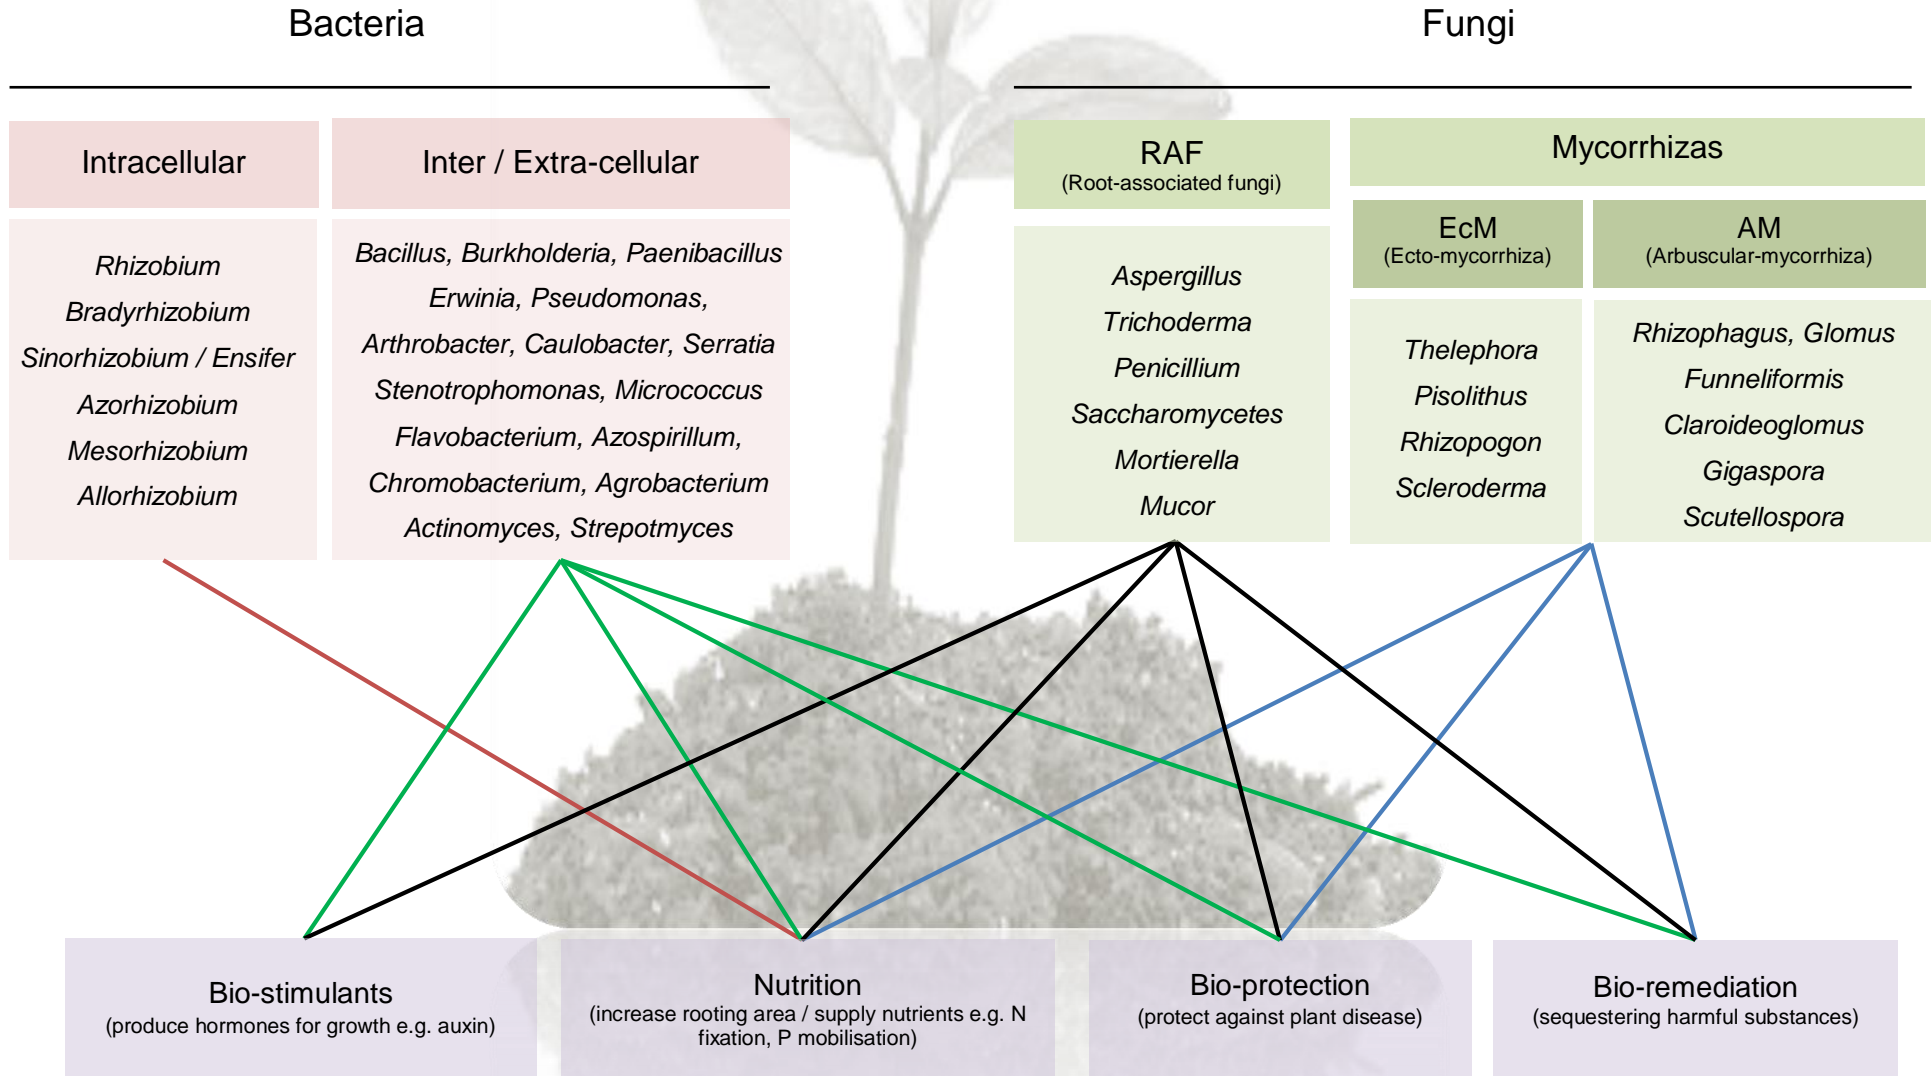 Bacteria
Fungi
Intracellular
Inter / Extra-cellular
RAF
(Root-associated fungi)
Mycorrhizas
EcM
(Ecto-mycorrhiza)
AM
(Arbuscular-mycorrhiza)
Rhizobium
Bradyrhizobium
Sinorhizobium / Ensifer
Azorhizobium
Mesorhizobium
Allorhizobium
Bacillus, Burkholderia, Paenibacillus
Erwinia, Pseudomonas,
Arthrobacter, Caulobacter, Serratia
Stenotrophomonas, Micrococcus
Flavobacterium, Azospirillum,
Chromobacterium, Agrobacterium
Actinomyces, Strepotmyces
Aspergillus
Trichoderma
Penicillium
Saccharomycetes
Mortierella
Mucor
Thelephora
Pisolithus
Rhizopogon
Scleroderma
Rhizophagus, Glomus
Funneliformis
Claroideoglomus
Gigaspora
Scutellospora
Bio-stimulants
(produce hormones for growth e.g. auxin)
Nutrition
(increase rooting area / supply nutrients e.g. N
fixation, P mobilisation)
Bio-protection
(protect against plant disease)
Bio-remediation
(sequestering harmful substances)